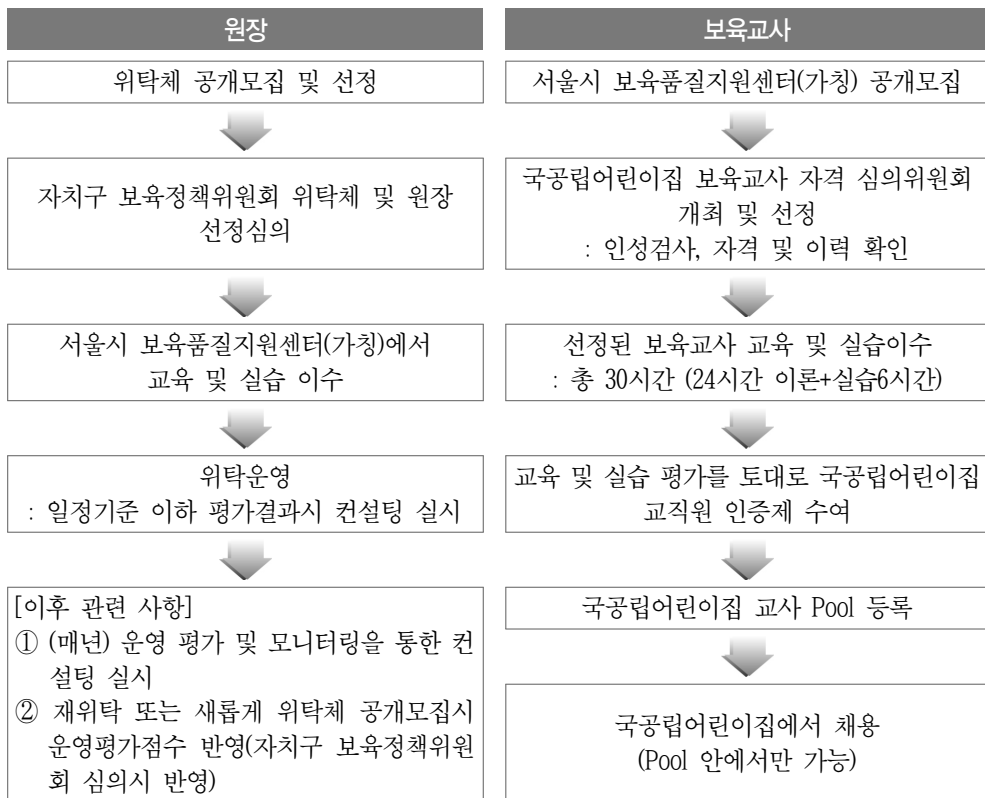 원장
위탁체 공개모집 및 선정
자치구 보육정책위원회 위탁체 및 원장
선정심의
서울시 보육품질지원센터(가칭)에서
교육 및 실습 이수
위탁운영
: 일정기준 이하 평가결과시 컨설팅 실시
[이후 관련 사항]
① (매년) 운영 평가 및 모니터링을 통한 컨
설팅 실시
② 재위탁 또는 새롭게 위탁체 공개모집시
운영평가점수 반영(자치구 보육정책위원
회 심의시 반영)
보육교사
서울시 보육품질지원센터(가칭) 공개모집
국공립어린이집 보육교사 자격 심의위원회
개최 및 선정
: 인성검사, 자격 및 이력 확인
선정된 보육교사 교육 및 실습이수
: 총 30시간 (24시간 이론+실습6시간)
교육 및 실습 평가를 토대로 국공립어린이집
교직원 인증제 수여
국공립어린이집 교사 Pool 등록
국공립어린이집에서 채용
(Pool 안에서만 가능)